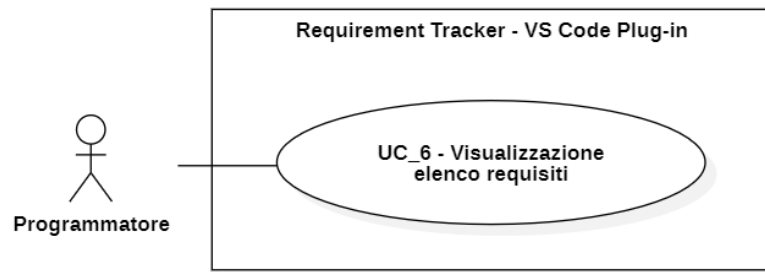 Requirement Tracker - VS Code Plug-in
UC_6 - Visualizzazione
elenco requisiti
Programmatore